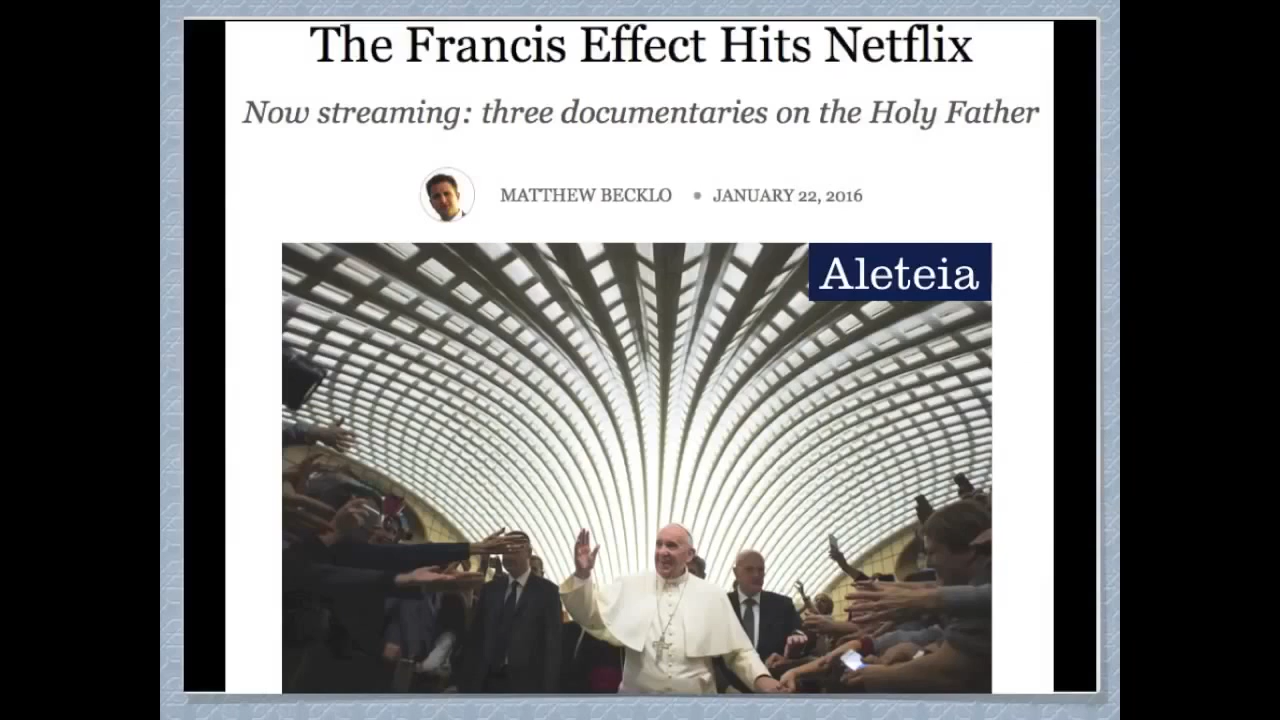 The Francis Effect Hits Netflix
Now streaming: three documentaries on the Holy Father
MATTHEW BECKLO • JANUARY 22, 2016
Aleteia